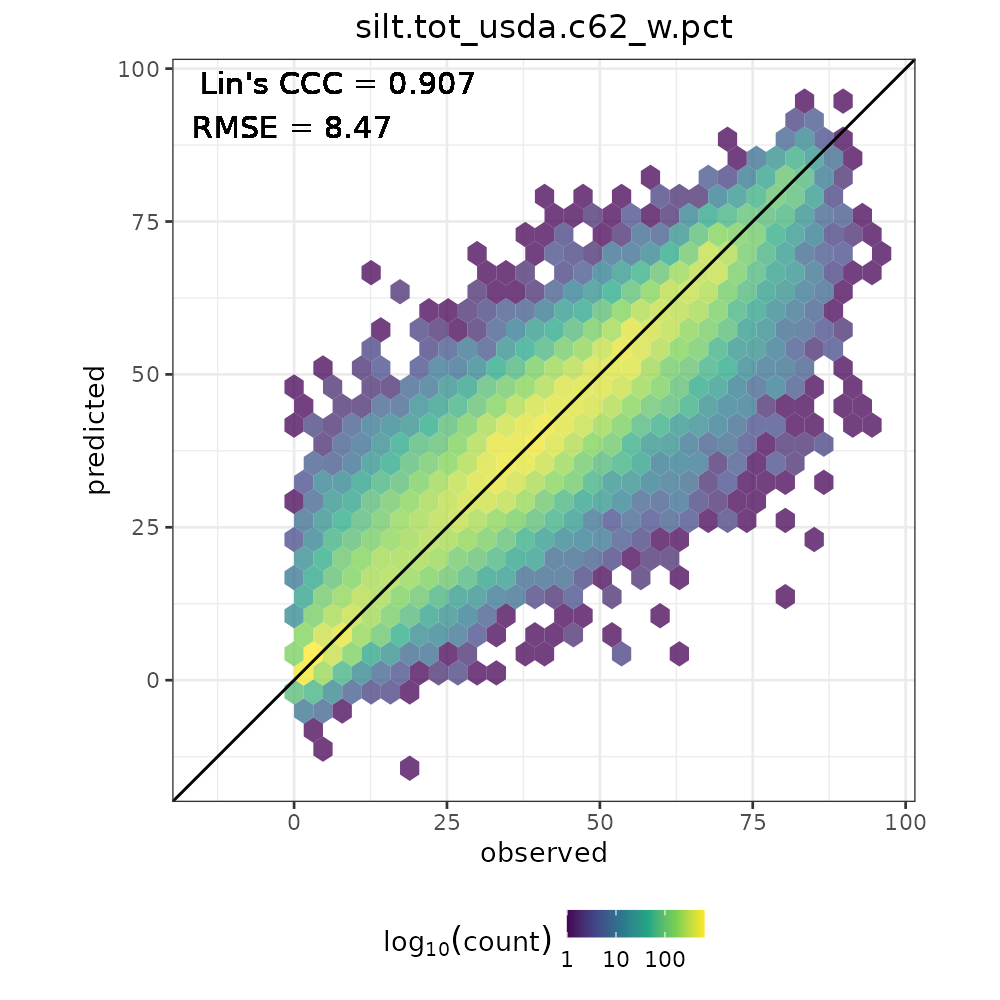 silt.tot_usda.c62_w.pct
Lin's CCC = 0.907
RMSE = 8.47
100
75
50
25
0
predicted
0 25 50 75 100
observed
log10(count)
1 10 100